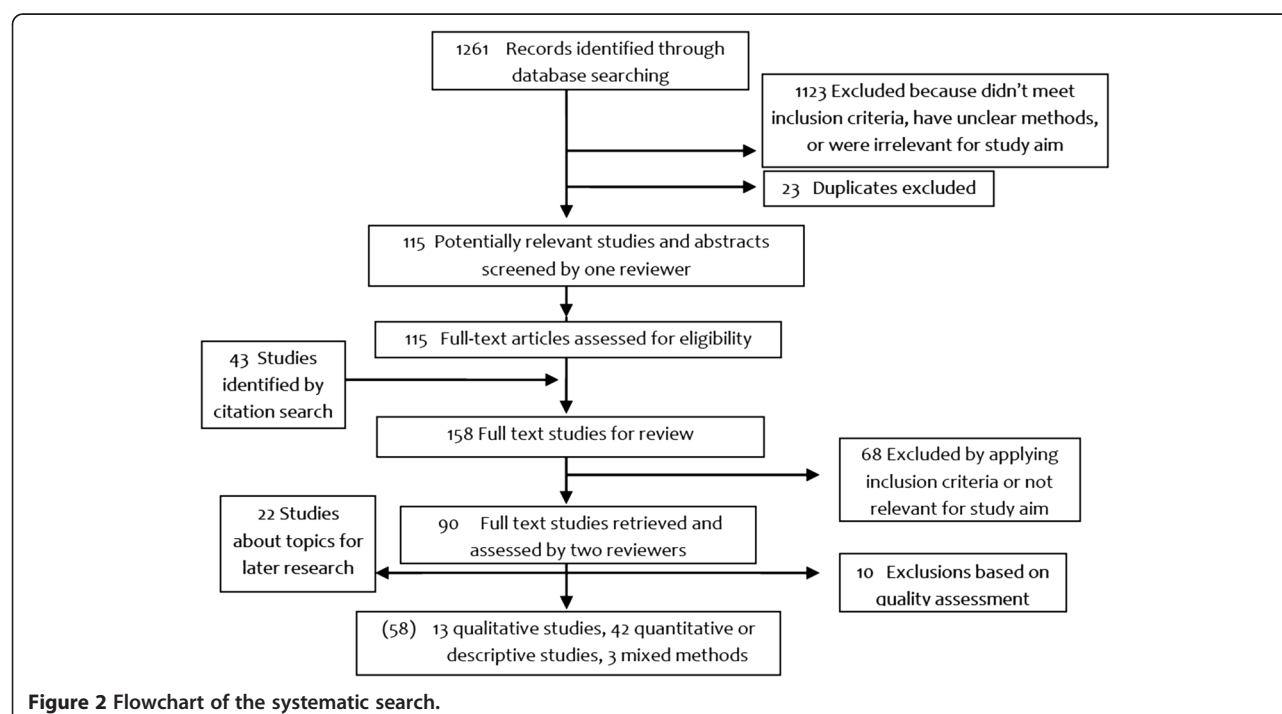 1261 Records identified through
database searching
1123 Excluded because didn't meet
inclusion criteria, have unclear methods,
or were irrelevant for study aim
23 Duplicates excluded
115 Potentially relevant studies and abstracts
screened by one reviewer
115 Full-text articles assessed for eligibility
43 Studies
identified by
citation search
158 Full text studies for review
68 Excluded by applying
inclusion criteria or not
relevant for study aim
22 Studies
about topics for
later research
90 Full text studies retrieved and
assessed by two reviewers
10 Exclusions based on
quality assessment
(58) 13 qualitative studies, 42 quantitative or
descriptive studies, 3 mixed methods
Figure 2 Flowchart of the systematic search.